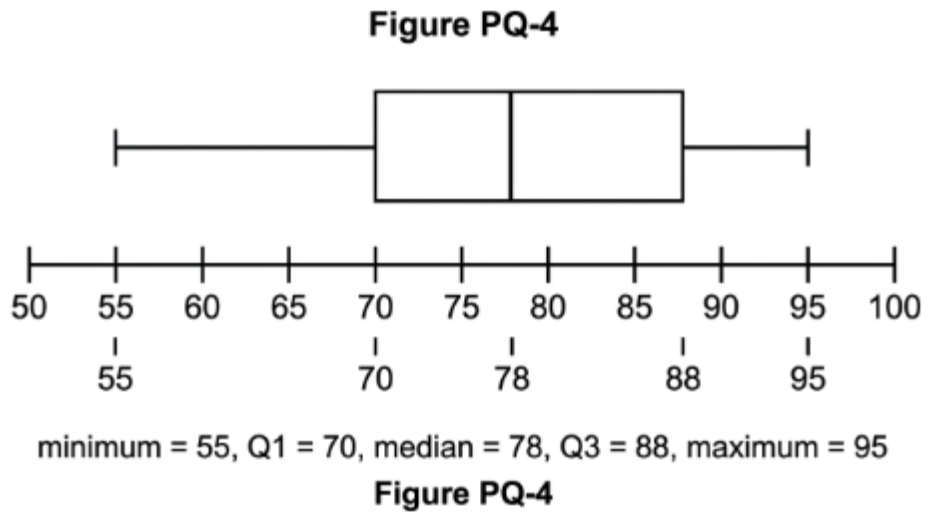 Figure PQ-4
50 55 60 65 70 75 80 85 90 95 100
55 70 78 88 95
minimum = 55, Q1 = 70, median = 78, Q3 = 88, maximum = 95
Figure PQ-4